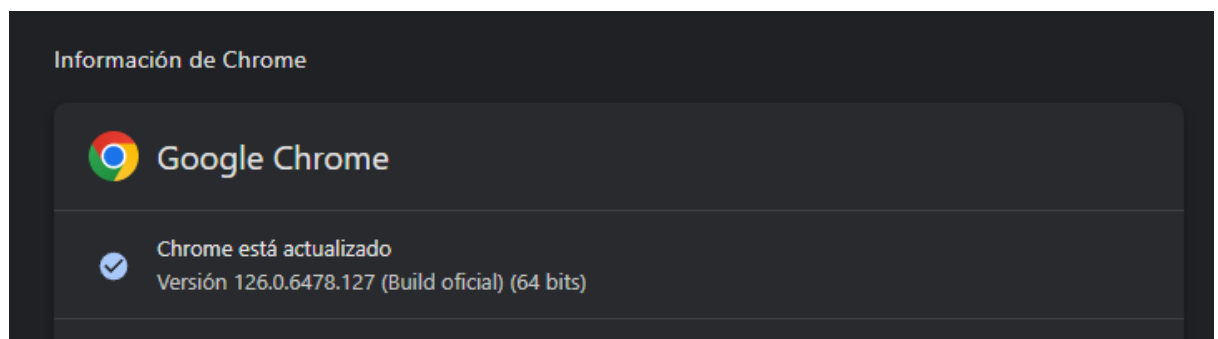 Información de Chrome
Google Chrome
Chrome está actualizado
Versión 126.0.6478.127 (Build oficial) (64 bits)